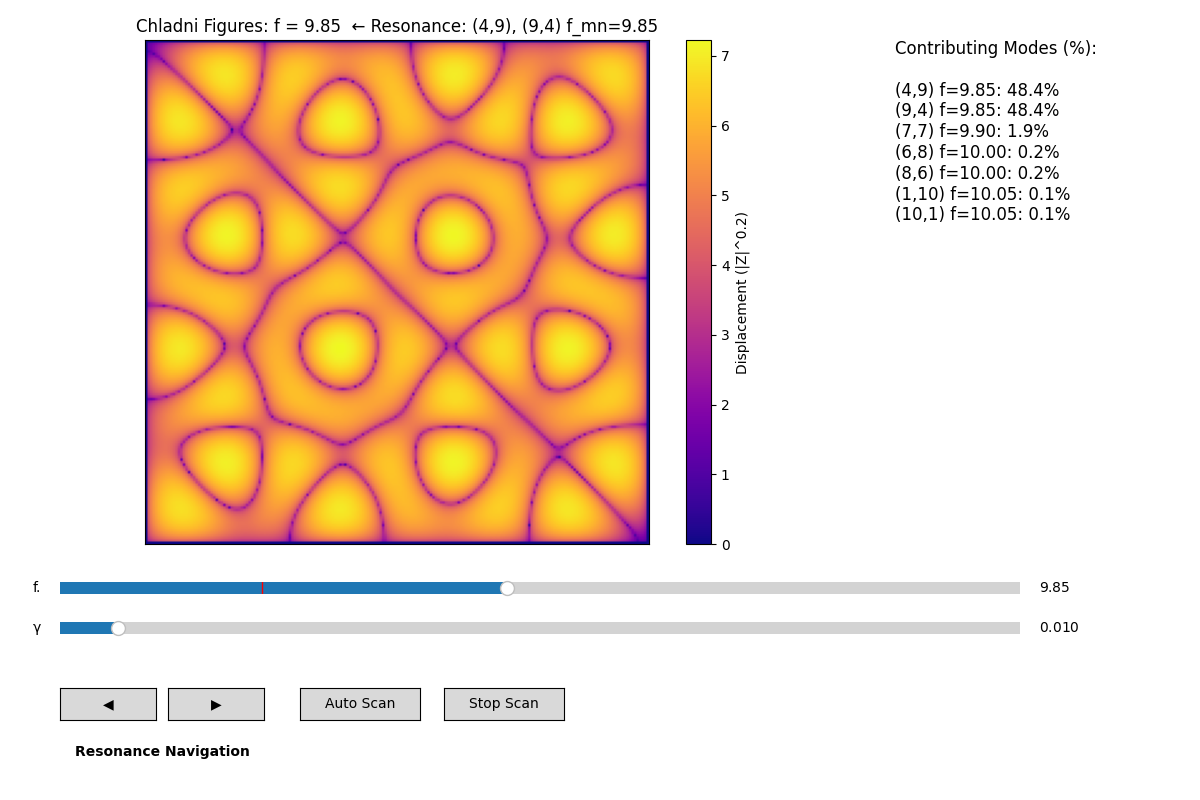 Chladni Figures: f = 9.85 ← Resonance: (4,9), (9,4) f_mn=9.85
Contributing Modes (%):
(4,9) f=9.85: 48.4%
(9,4) f=9.85: 48.4%
(7,7) f=9.90: 1.9%
(6,8) f=10.00: 0.2%
(8,6) f=10.00: 0.2%
(1,10) f=10.05: 0.1%
(10,1) f=10.05: 0.1%
7
6
5
4
3
2
1
0
Displacement (|Z|^0.2)
f. 9.85
γ 0.010
◀ ▶ Auto Scan Stop Scan
Resonance Navigation